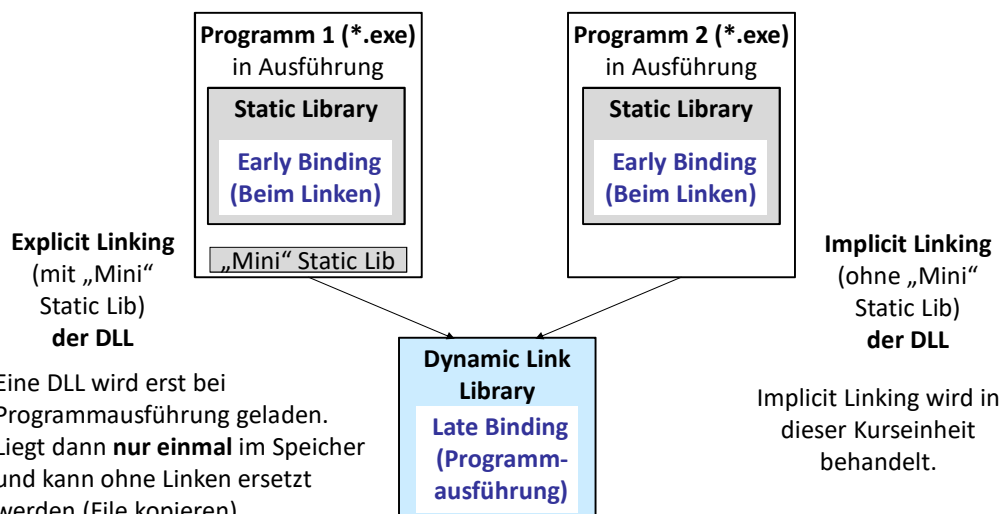 Programm 1 (*.exe)
in Ausführung
Static Library
Early Binding
(Beim Linken)
„Mini“ Static Lib
Programm 2 (*.exe)
in Ausführung
Static Library
Early Binding
(Beim Linken)
Explicit Linking
(mit „Mini“
Static Lib)
der DLL
Eine DLL wird erst bei
Programmausführung geladen.
Liegt dann nur einmal im Speicher
und kann ohne Linken ersetzt
werden (File kopieren)
Dynamic Link
Library
Late Binding
(Programm-
ausführung)
Implicit Linking
(ohne „Mini“
Static Lib)
der DLL
Implicit Linking wird in
dieser Kurseinheit
behandelt.